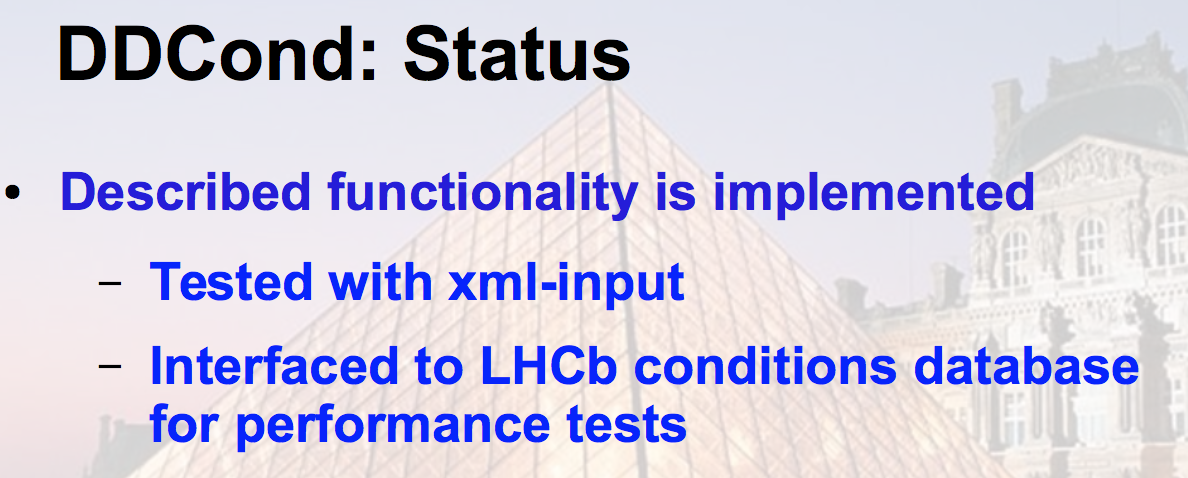 DDCond: Status
• Described functionality is implemented
– Tested with xml-input
– Interfaced to LHCb conditions database
for performance tests